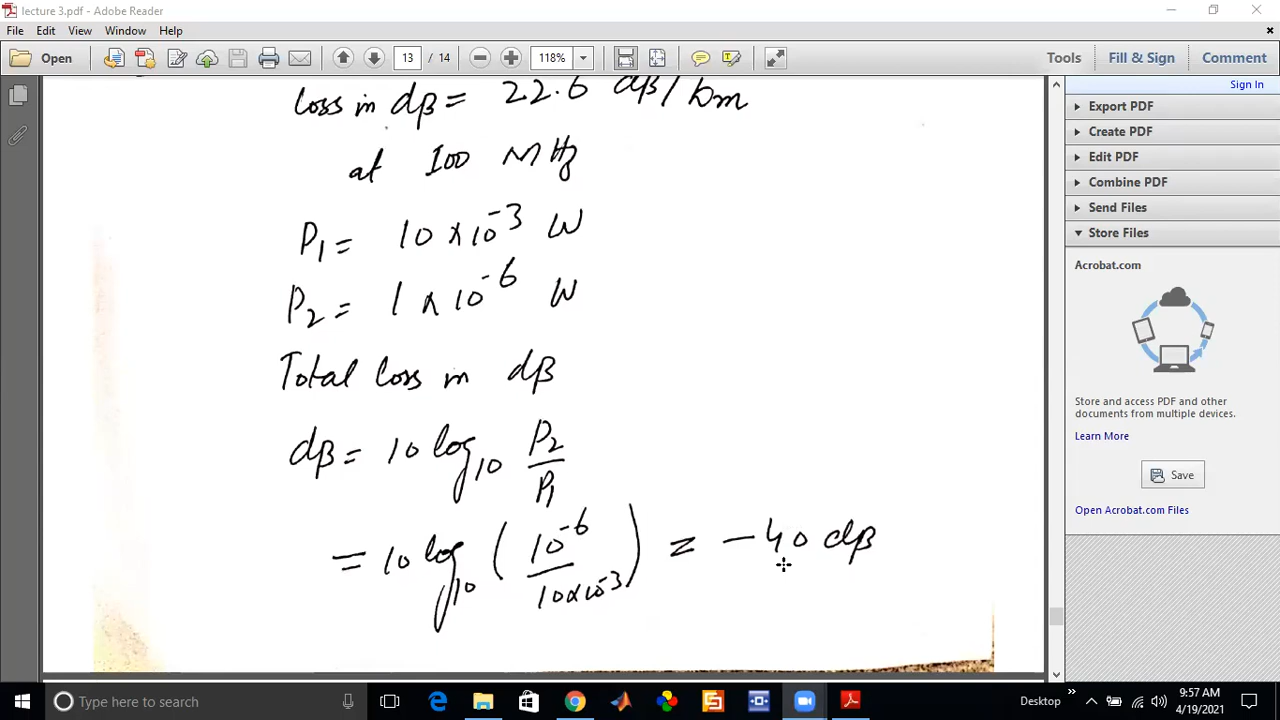 lecture 3.pdf - Adobe Reader
File Edit View Window Help
Open 13 / 14 118% Tools Fill & Sign Comment
Sign In
Export PDF
Create PDF
Edit PDF
Combine PDF
Send Files
Store Files
Acrobat.com
Store and access PDF and other
documents from multiple devices.
Learn More
Save
Open Acrobat.com Files
loss in dB = 22.6 dB/km
at 100 MHz
P1 = 10 × 10^-3 W
P2 = 1 × 10^-6 W
Total loss in dB
dB = 10 log10 P2/P1
= 10 log10 (10^-6 / 10×10^-3) = -40 dB
Type here to search
Desktop
9:57 AM
4/19/2021